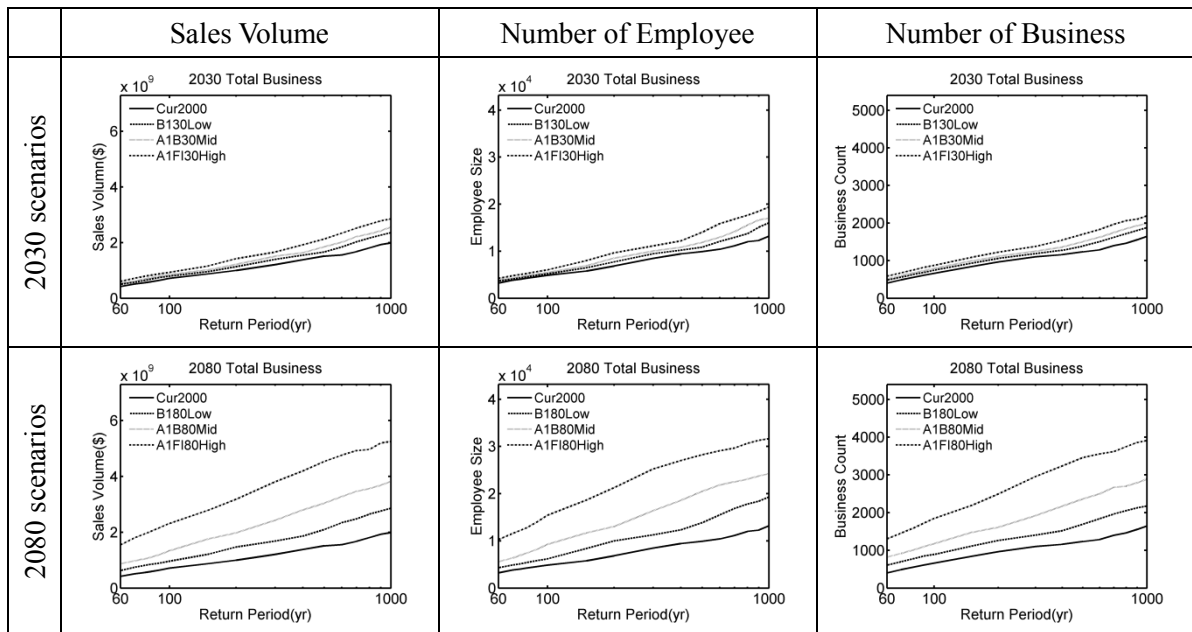 Sales Volume
Number of Employee
Number of Business
2030 scenarios
x 10^9
2030 Total Business
Cur2000
B130Low
A1B30Mid
A1FI30High
Sales Volumn($)
6
4
2
0
60
100
1000
Return Period(yr)
x 10^4
2030 Total Business
Cur2000
B130Low
A1B30Mid
A1FI30High
Employee Size
4
3
2
1
0
60
100
1000
Return Period(yr)
2030 Total Business
Cur2000
B130Low
A1B30Mid
A1FI30High
Business Count
5000
4000
3000
2000
1000
0
60
100
1000
Return Period(yr)
2080 scenarios
x 10^9
2080 Total Business
Cur2000
B180Low
A1B80Mid
A1FI80High
Sales Volume($)
6
4
2
0
60
100
1000
Return Period(yr)
x 10^4
2080 Total Business
Cur2000
B180Low
A1B80Mid
A1FI80High
Employee Size
4
3
2
1
0
60
100
1000
Return Period(yr)
2080 Total Business
Cur2000
B180Low
A1B80Mid
A1FI80High
Business Count
5000
4000
3000
2000
1000
0
60
100
1000
Return Period(yr)